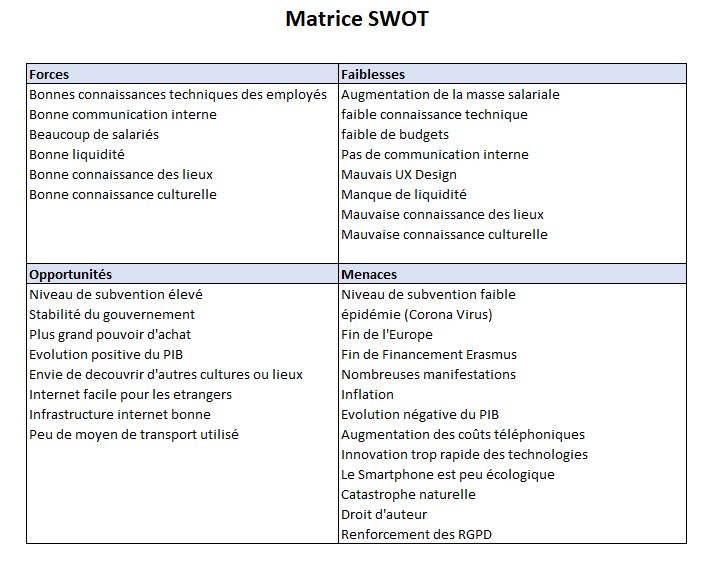 Matrice SWOT
Forces
Bonnes connaissances techniques des employés
Bonne communication interne
Beaucoup de salariés
Bonne liquidité
Bonne connaissance des lieux
Bonne connaissance culturelle
Faiblesses
Augmentation de la masse salariale
faible connaissance technique
faible de budgets
Pas de communication interne
Mauvais UX Design
Manque de liquidité
Mauvaise connaissance des lieux
Mauvaise connaissance culturelle
Opportunités
Niveau de subvention élevé
Stabilité du gouvernement
Plus grand pouvoir d'achat
Evolution positive du PIB
Envie de decouvrir d'autres cultures ou lieux
Internet facile pour les etrangers
Infrastructure internet bonne
Peu de moyen de transport utilisé
Menaces
Niveau de subvention faible
épidémie (Corona Virus)
Fin de l'Europe
Fin de Financement Erasmus
Nombreuses manifestations
Inflation
Evolution négative du PIB
Augmentation des coûts téléphoniques
Innovation trop rapide des technologies
Le Smartphone est peu écologique
Catastrophe naturelle
Droit d'auteur
Renforcement des RGPD